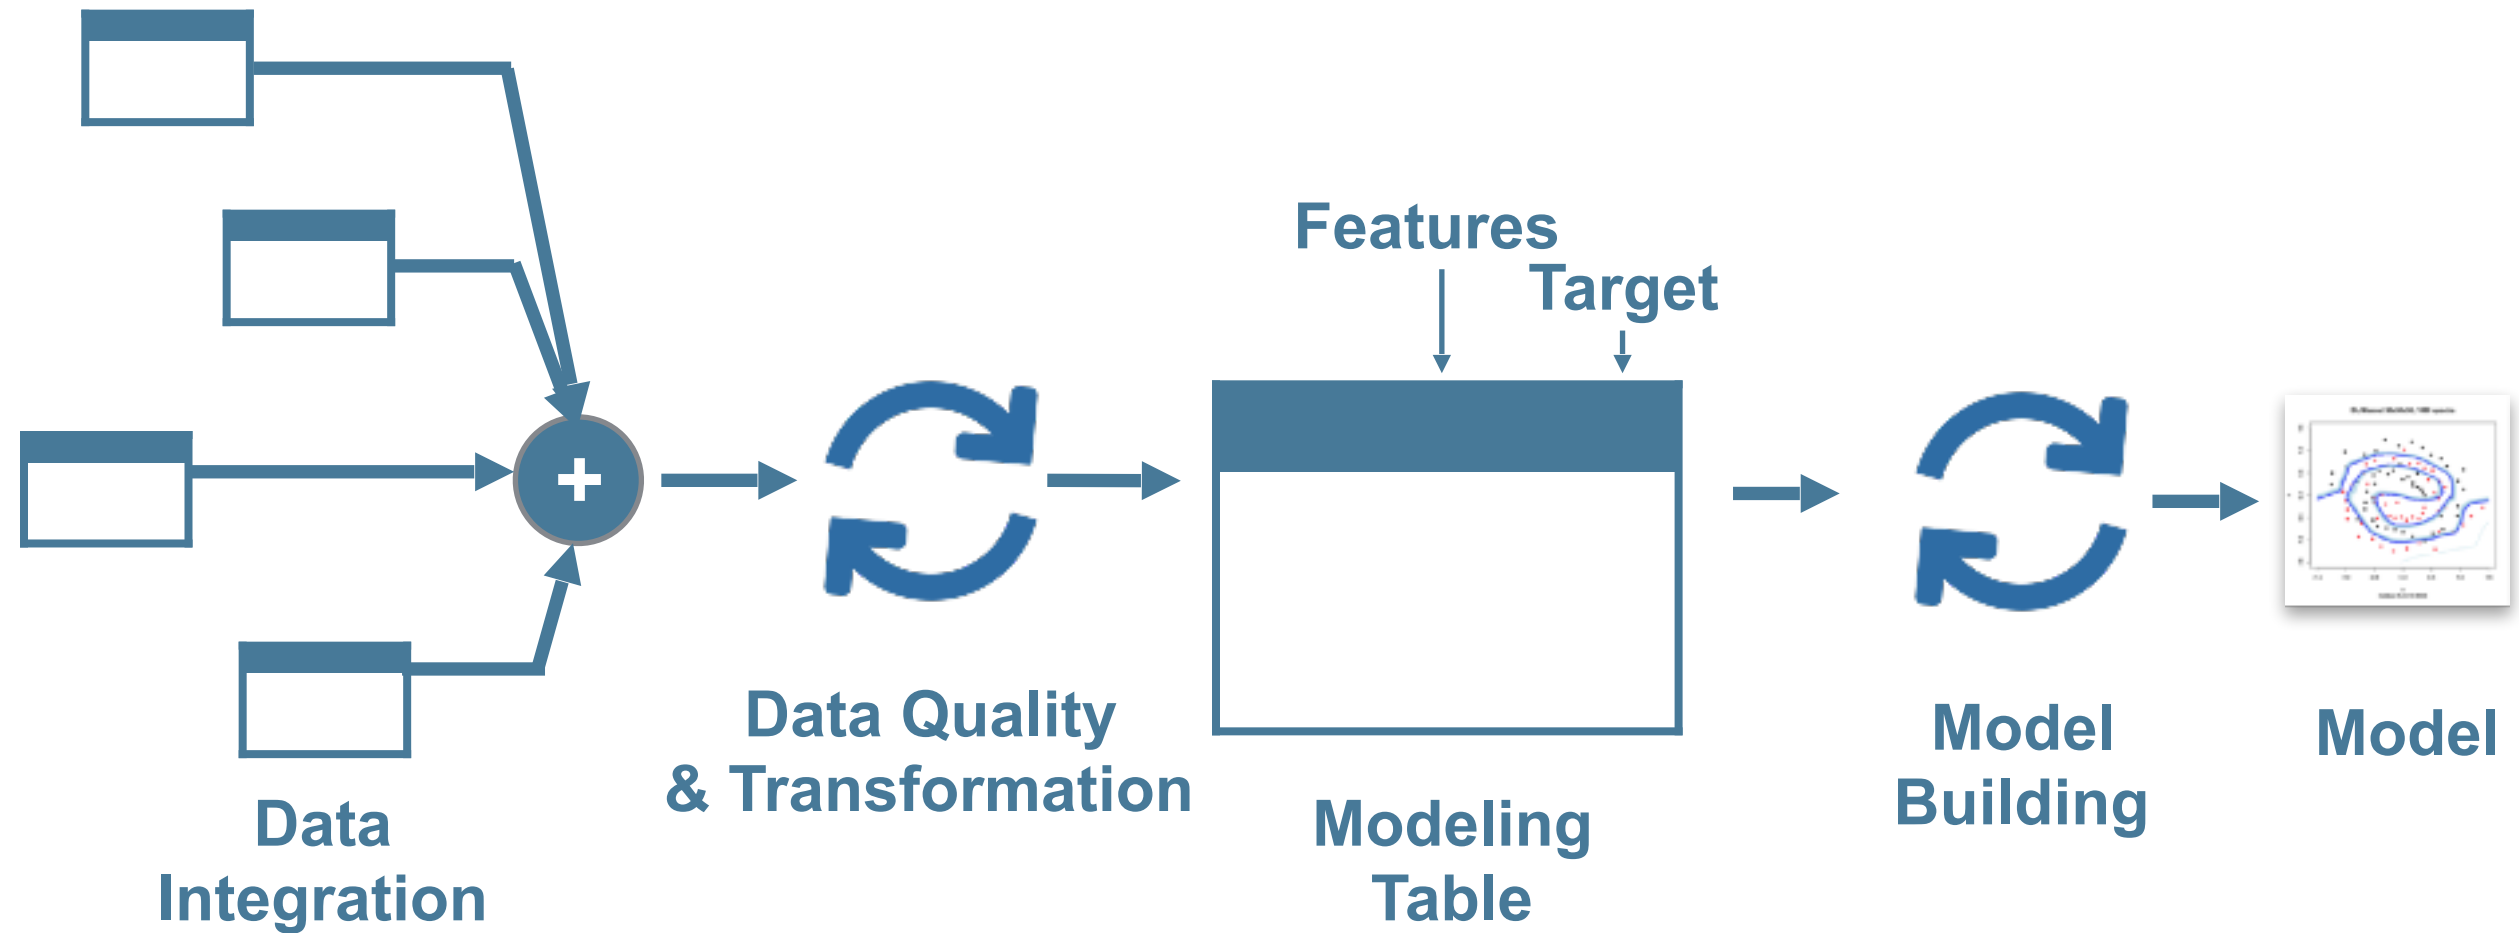 Features
Target
Data Quality
& Transformation
Data
Integration
Modeling
Table
Model
Building
Model